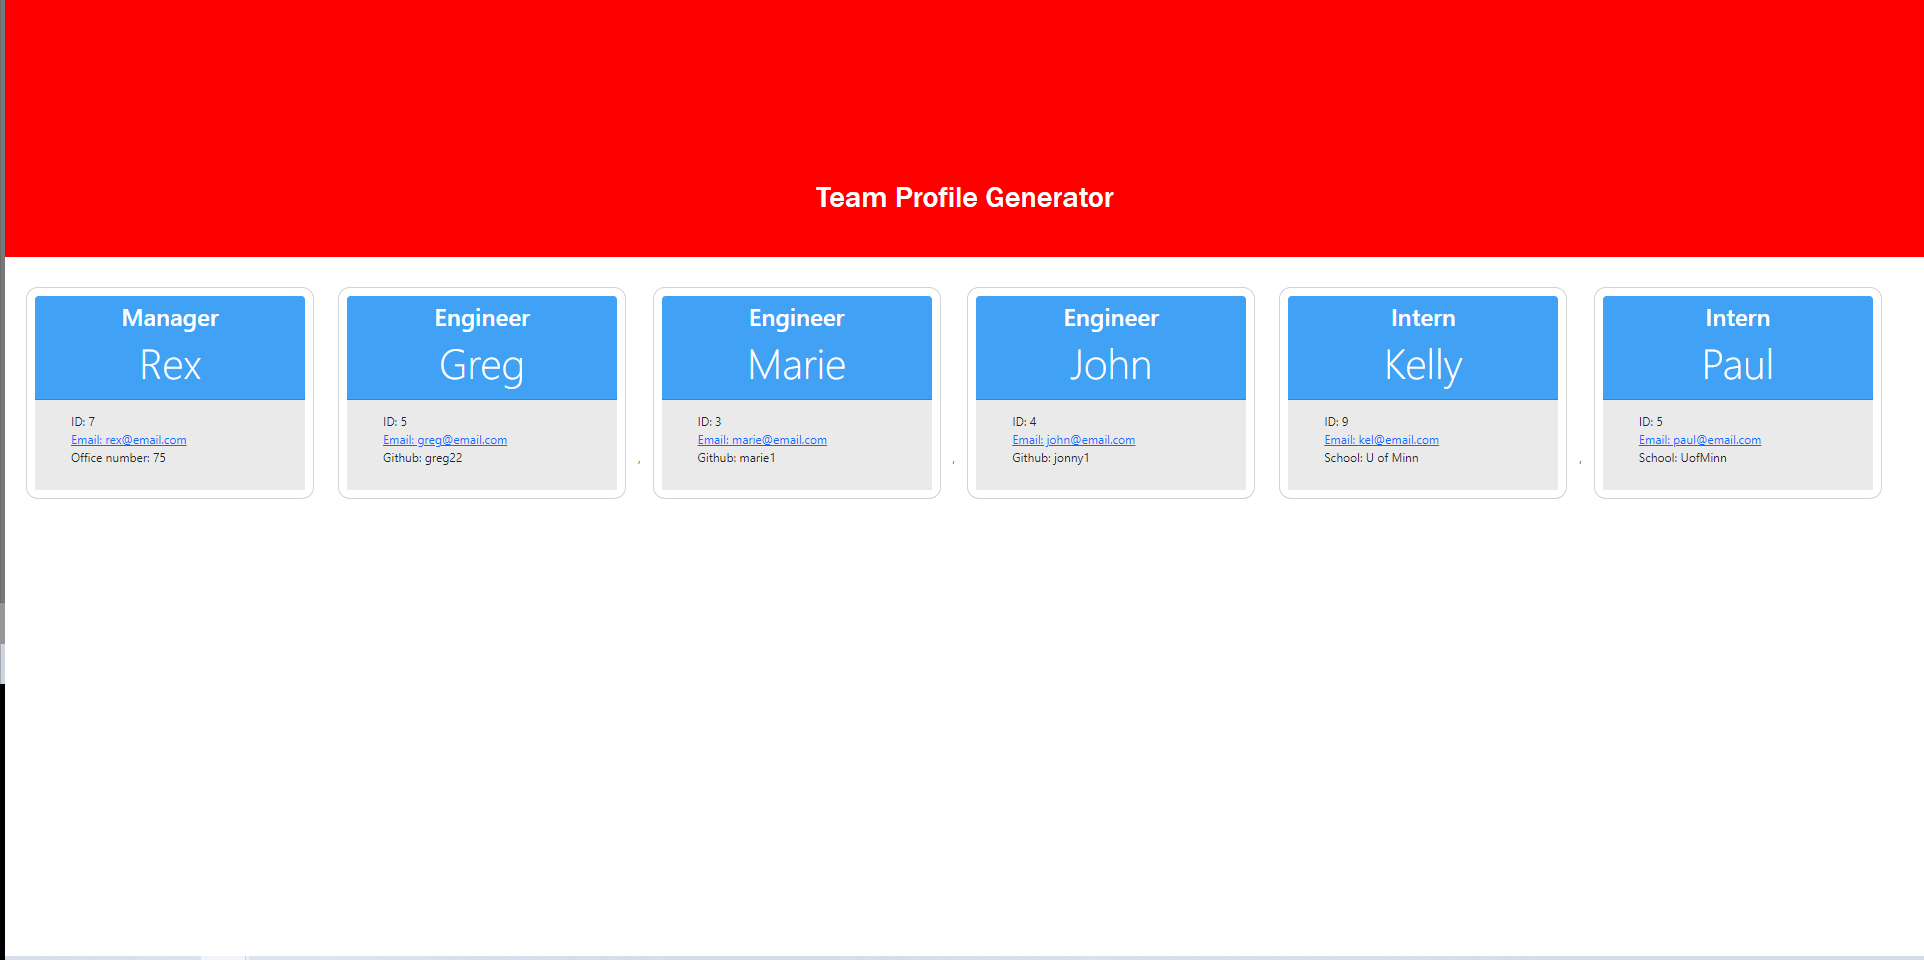 Team Profile Generator
Manager
Rex
ID: 7
Email: rex@email.com
Office number: 75
Engineer
Greg
ID: 5
Email: greg@email.com
Github: greg22
,
Engineer
Marie
ID: 3
Email: marie@email.com
Github: marie1
,
Engineer
John
ID: 4
Email: john@email.com
Github: jonny1
Intern
Kelly
ID: 9
Email: kel@email.com
School: U of Minn
,
Intern
Paul
ID: 5
Email: paul@email.com
School: UofMinn